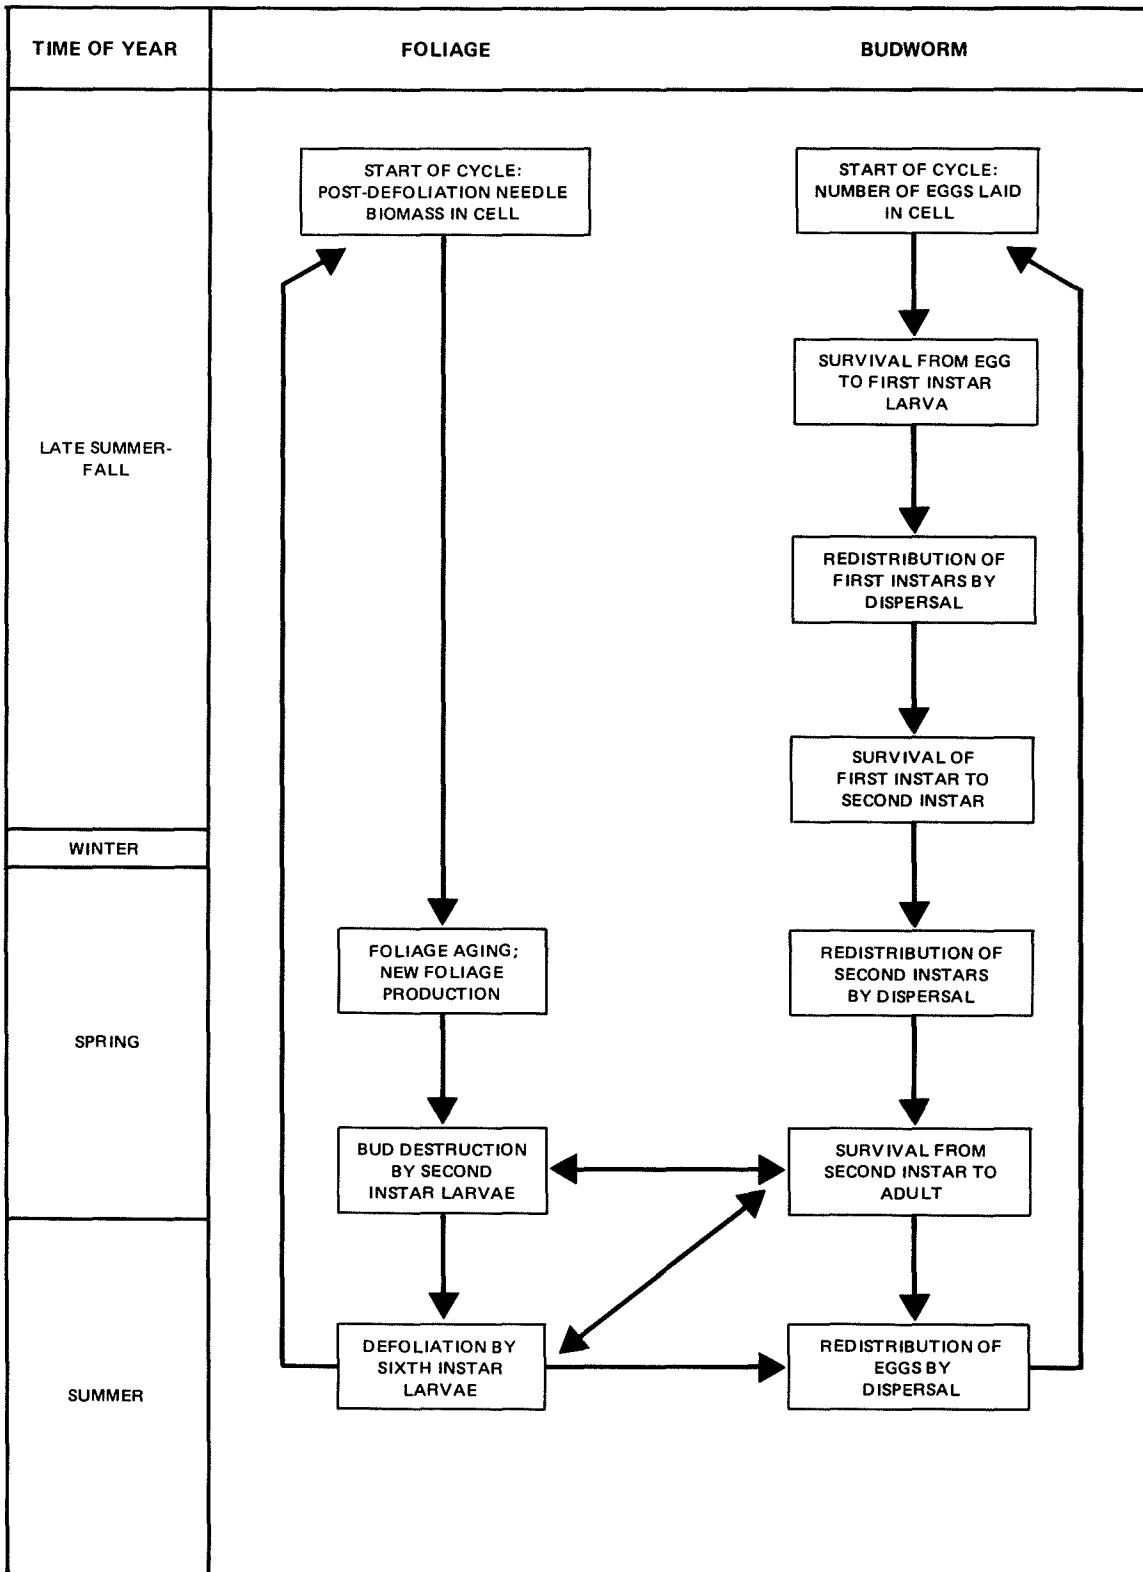 TIME OF YEAR
FOLIAGE
BUDWORM
START OF CYCLE:
POST-DEFOLIATION NEEDLE
BIOMASS IN CELL
START OF CYCLE:
NUMBER OF EGGS LAID
IN CELL
SURVIVAL FROM EGG
TO FIRST INSTAR
LARVA
LATE SUMMER-
FALL
REDISTRIBUTION OF
FIRST INSTARS BY
DISPERSAL
SURVIVAL OF
FIRST INSTAR TO
SECOND INSTAR
WINTER
FOLIAGE AGING;
NEW FOLIAGE
PRODUCTION
REDISTRIBUTION OF
SECOND INSTARS
BY DISPERSAL
SPRING
BUD DESTRUCTION
BY SECOND
INSTAR LARVAE
SURVIVAL FROM
SECOND INSTAR TO
ADULT
DEFOLIATION BY
SIXTH INSTAR
LARVAE
REDISTRIBUTION OF
EGGS BY
DISPERSAL
SUMMER